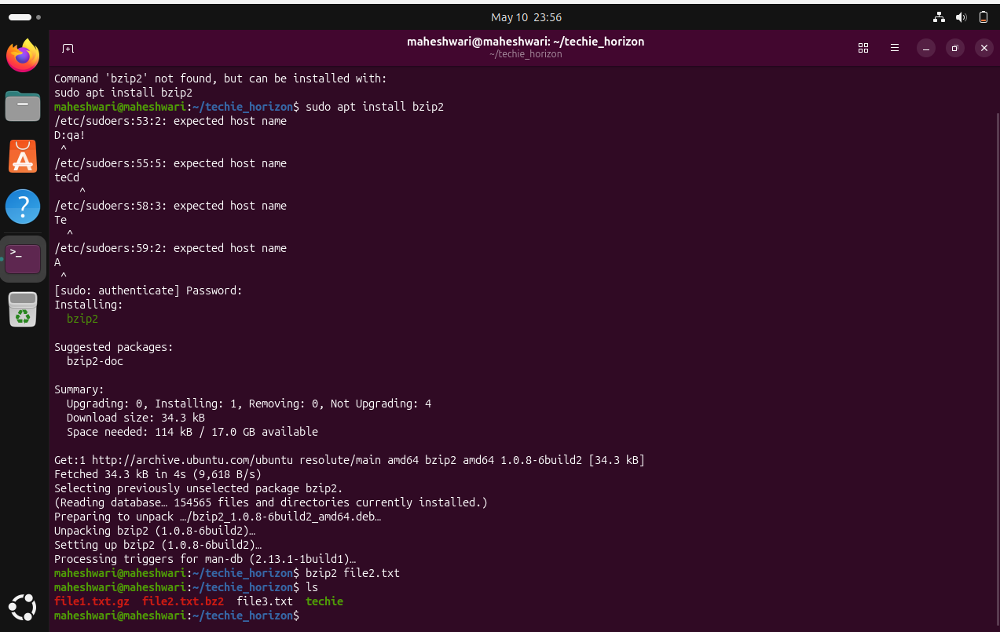 May 10 23:56
maheshwari@maheshwari: ~/techie_horizon
~/techie_horizon
Command 'bzip2' not found, but can be installed with:
sudo apt install bzip2
maheshwari@maheshwari:~/techie_horizon$ sudo apt install bzip2
/etc/sudoers:53:2: expected host name
D:qa!
 ^
/etc/sudoers:55:5: expected host name
teCd
    ^
/etc/sudoers:58:3: expected host name
Te
  ^
/etc/sudoers:59:2: expected host name
A
 ^
[sudo: authenticate] Password:
Installing:
  bzip2

Suggested packages:
  bzip2-doc

Summary:
  Upgrading: 0, Installing: 1, Removing: 0, Not Upgrading: 4
  Download size: 34.3 kB
  Space needed: 114 kB / 17.0 GB available

Get:1 http://archive.ubuntu.com/ubuntu resolute/main amd64 bzip2 amd64 1.0.8-6build2 [34.3 kB]
Fetched 34.3 kB in 4s (9,618 B/s)
Selecting previously unselected package bzip2.
(Reading database… 154565 files and directories currently installed.)
Preparing to unpack …/bzip2_1.0.8-6build2_amd64.deb…
Unpacking bzip2 (1.0.8-6build2)…
Setting up bzip2 (1.0.8-6build2)…
Processing triggers for man-db (2.13.1-1build1)…
maheshwari@maheshwari:~/techie_horizon$ bzip2 file2.txt
maheshwari@maheshwari:~/techie_horizon$ ls
file1.txt.gz  file2.txt.bz2  file3.txt  techie
maheshwari@maheshwari:~/techie_horizon$